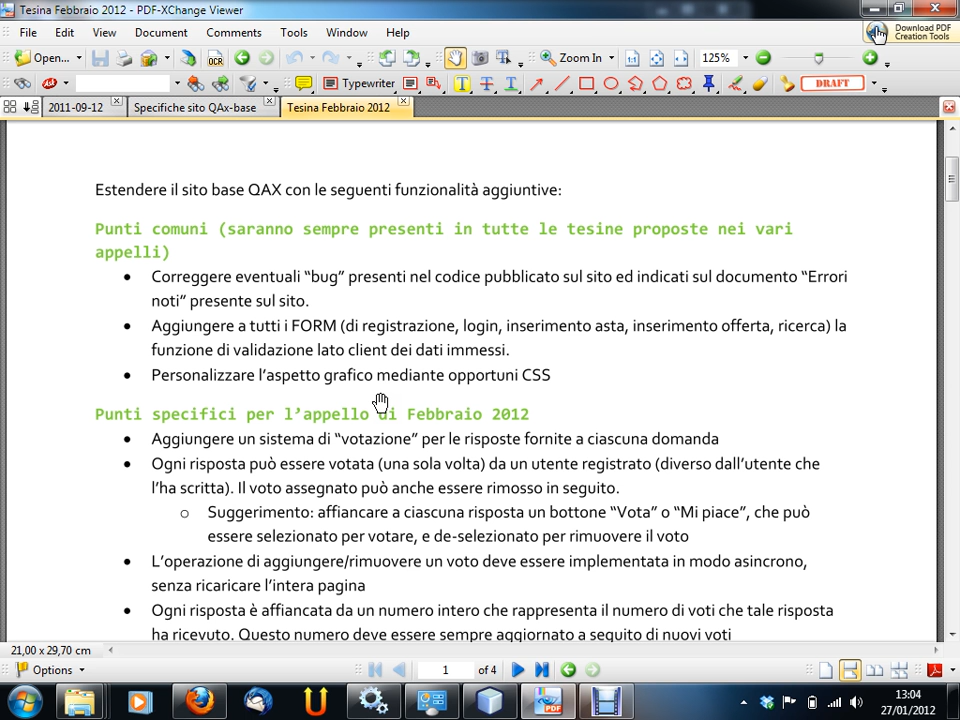 Tesina Febbraio 2012 - PDF-XChange Viewer
File Edit View Document Comments Tools Window Help
Download PDF
Creation Tools
Open... OCR Zoom In 125%
Typewriter DRAFT
2011-09-12 Specifiche sito QAx-base Tesina Febbraio 2012
Estendere il sito base QAX con le seguenti funzionalità aggiuntive:
Punti comuni (saranno sempre presenti in tutte le tesine proposte nei vari
appelli)
• Correggere eventuali “bug” presenti nel codice pubblicato sul sito ed indicati sul documento “Errori
noti” presente sul sito.
• Aggiungere a tutti i FORM (di registrazione, login, inserimento asta, inserimento offerta, ricerca) la
funzione di validazione lato client dei dati immessi.
• Personalizzare l’aspetto grafico mediante opportuni CSS
Punti specifici per l’appello di Febbraio 2012
• Aggiungere un sistema di “votazione” per le risposte fornite a ciascuna domanda
• Ogni risposta può essere votata (una sola volta) da un utente registrato (diverso dall’utente che
l’ha scritta). Il voto assegnato può anche essere rimosso in seguito.
o Suggerimento: affiancare a ciascuna risposta un bottone “Vota” o “Mi piace”, che può
essere selezionato per votare, e de-selezionato per rimuovere il voto
• L’operazione di aggiungere/rimuovere un voto deve essere implementata in modo asincrono,
senza ricaricare l’intera pagina
• Ogni risposta è affiancata da un numero intero che rappresenta il numero di voti che tale risposta
ha ricevuto. Questo numero deve essere sempre aggiornato a seguito di nuovi voti
21,00 x 29,70 cm
Options 1 of 4
PDF
13:04
27/01/2012